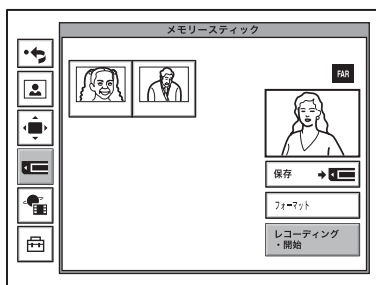 メモリースティック
FAR
保存
フォーマット
レコーディング
・開始